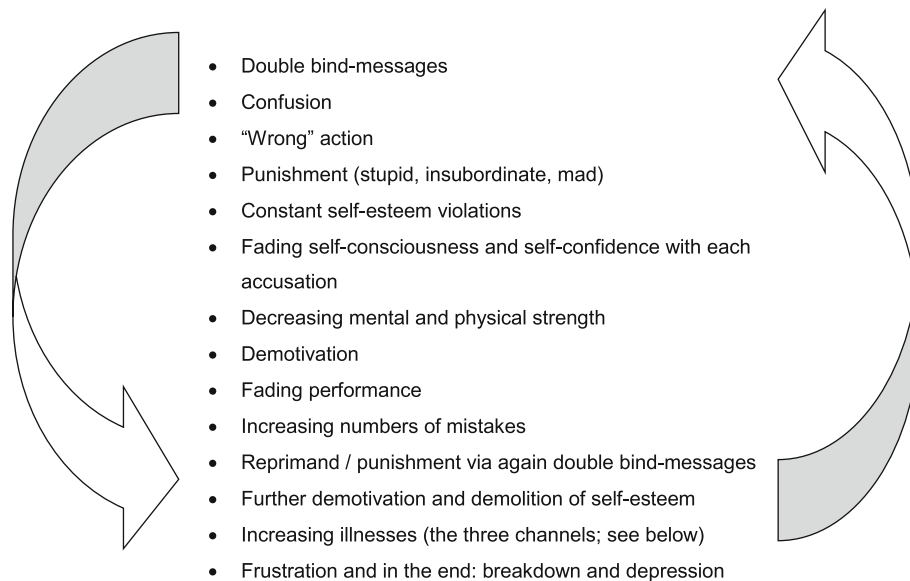 • Double bind-messages
• Confusion
• “Wrong” action
• Punishment (stupid, insubordinate, mad)
• Constant self-esteem violations
• Fading self-consciousness and self-confidence with each
accusation
• Decreasing mental and physical strength
• Demotivation
• Fading performance
• Increasing numbers of mistakes
• Reprimand / punishment via again double bind-messages
• Further demotivation and demolition of self-esteem
• Increasing illnesses (the three channels; see below)
• Frustration and in the end: breakdown and depression